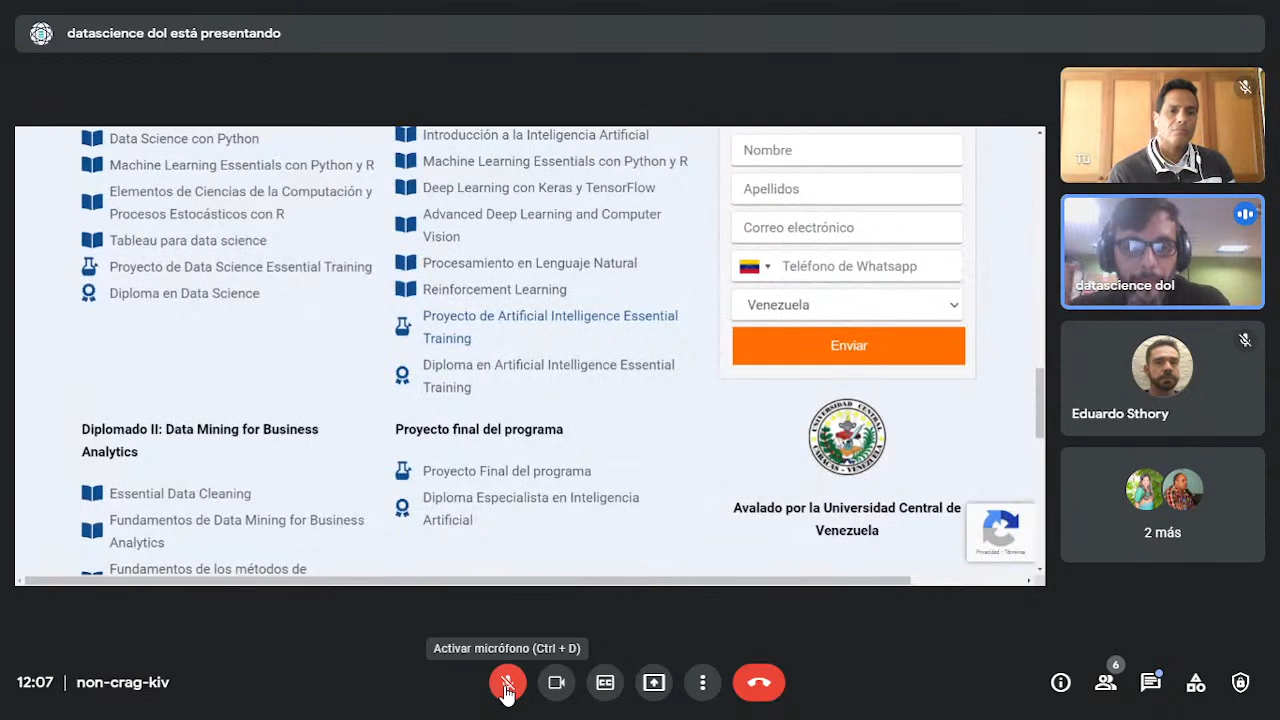 datascience dol está presentando
Data Science con Python
Machine Learning Essentials con Python y R
Elementos de Ciencias de la Computación y
Procesos Estocásticos con R
Tableau para data science
Proyecto de Data Science Essential Training
Diploma en Data Science
Diplomado II: Data Mining for Business
Analytics
Essential Data Cleaning
Fundamentos de Data Mining for Business
Analytics
Fundamentos de los métodos de
Introducción a la Inteligencia Artificial
Machine Learning Essentials con Python y R
Deep Learning con Keras y TensorFlow
Advanced Deep Learning and Computer
Vision
Procesamiento en Lenguaje Natural
Reinforcement Learning
Proyecto de Artificial Intelligence Essential
Training
Diploma en Artificial Intelligence Essential
Training
Proyecto final del programa
Proyecto Final del programa
Diploma Especialista en Inteligencia
Artificial
Nombre
Apellidos
Correo electrónico
Teléfono de Whatsapp
Venezuela
Enviar
UNIVERSIDAD CENTRAL
CARACAS - VENEZUELA
Avalado por la Universidad Central de
Venezuela
Privacidad - Términos
Tú
datascience dol
Eduardo Sthory
2 más
Activar micrófono (Ctrl + D)
12:07 | non-crag-kiv
CC
6